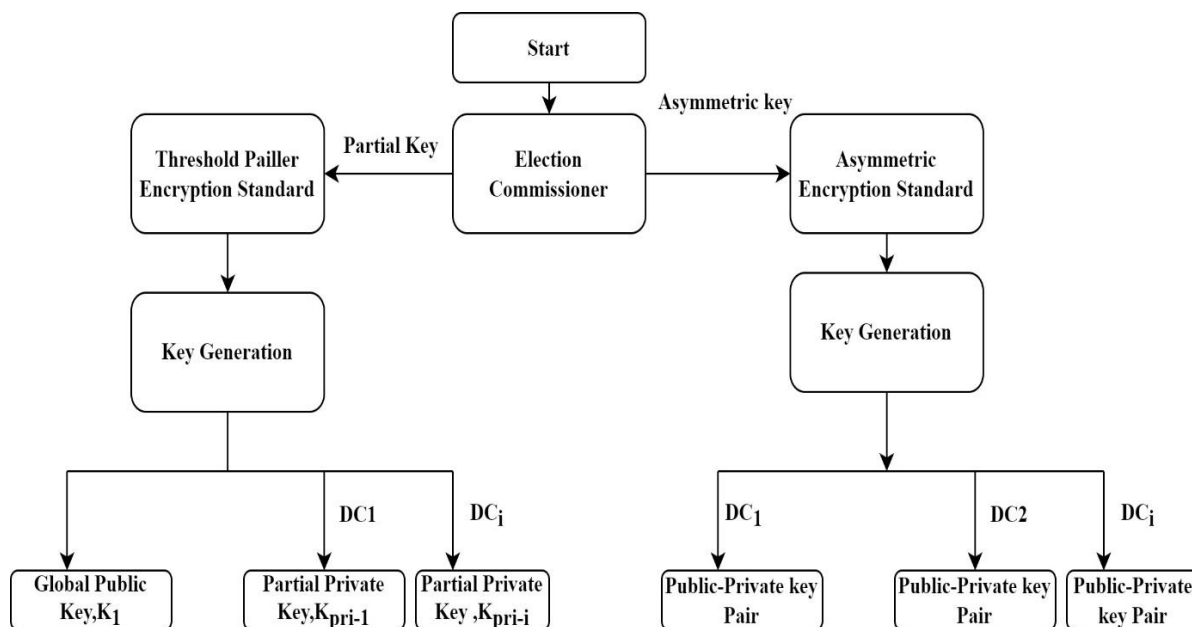 Start
Asymmetric key
Partial Key
Threshold Pailler
Encryption Standard
Election
Commissioner
Asymmetric
Encryption Standard
Key Generation
Key Generation
DC1
DCi
DC1
DC2
DCi
Global Public
Key,K1
Partial Private
Key,Kpri-1
Partial Private
Key ,Kpri-i
Public-Private key
Pair
Public-Private key
Pair
Public-Private
key Pair